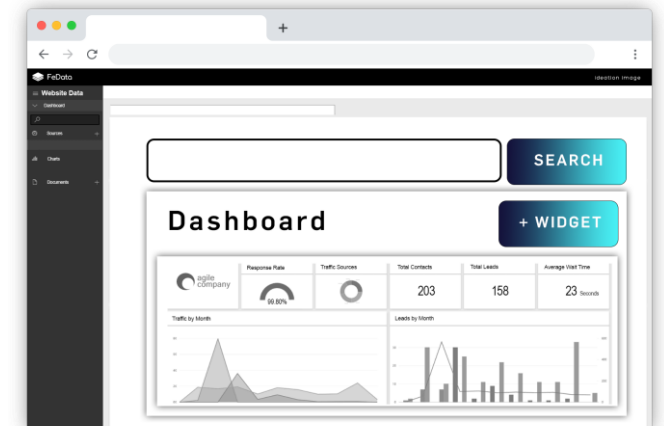 FeData
Ideation Image
Website Data
Dashboard
Sources
Charts
Documents
SEARCH
Dashboard
+ WIDGET
agile
company
Response Rate
99.60%
Traffic Sources
Total Contacts
203
Total Leads
158
Average Wait Time
23 Seconds
Traffic by Month
Leads by Month